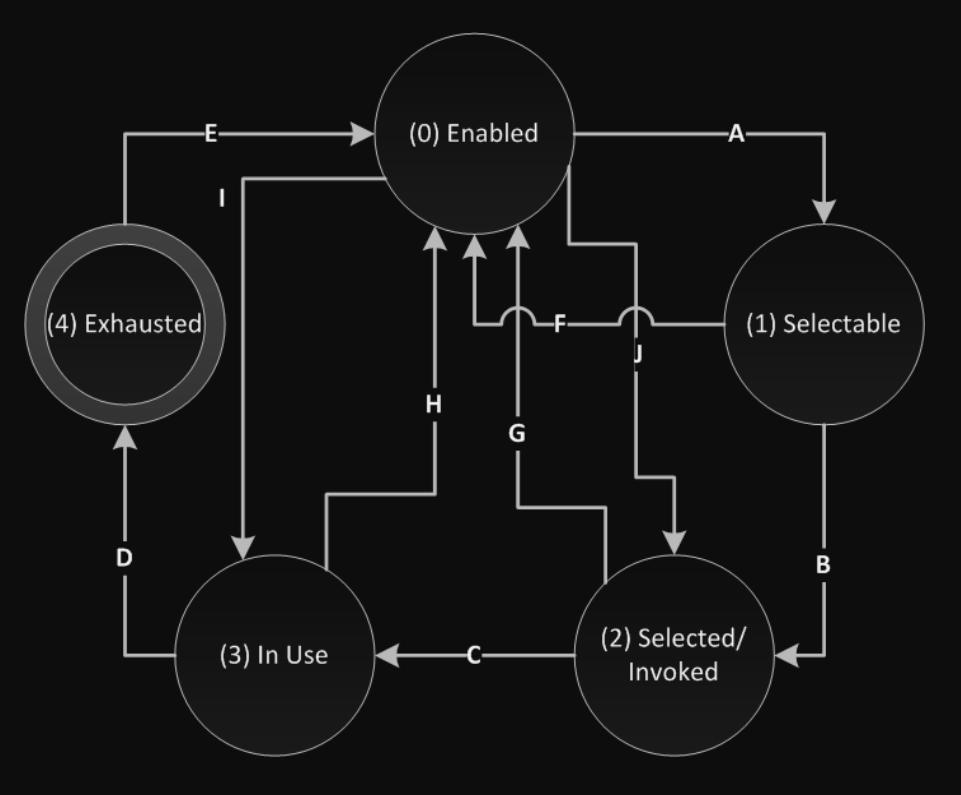 (0) Enabled
E
A
I
(4) Exhausted
F
(1) Selectable
J
H
G
D
B
(3) In Use
C
(2) Selected/
Invoked